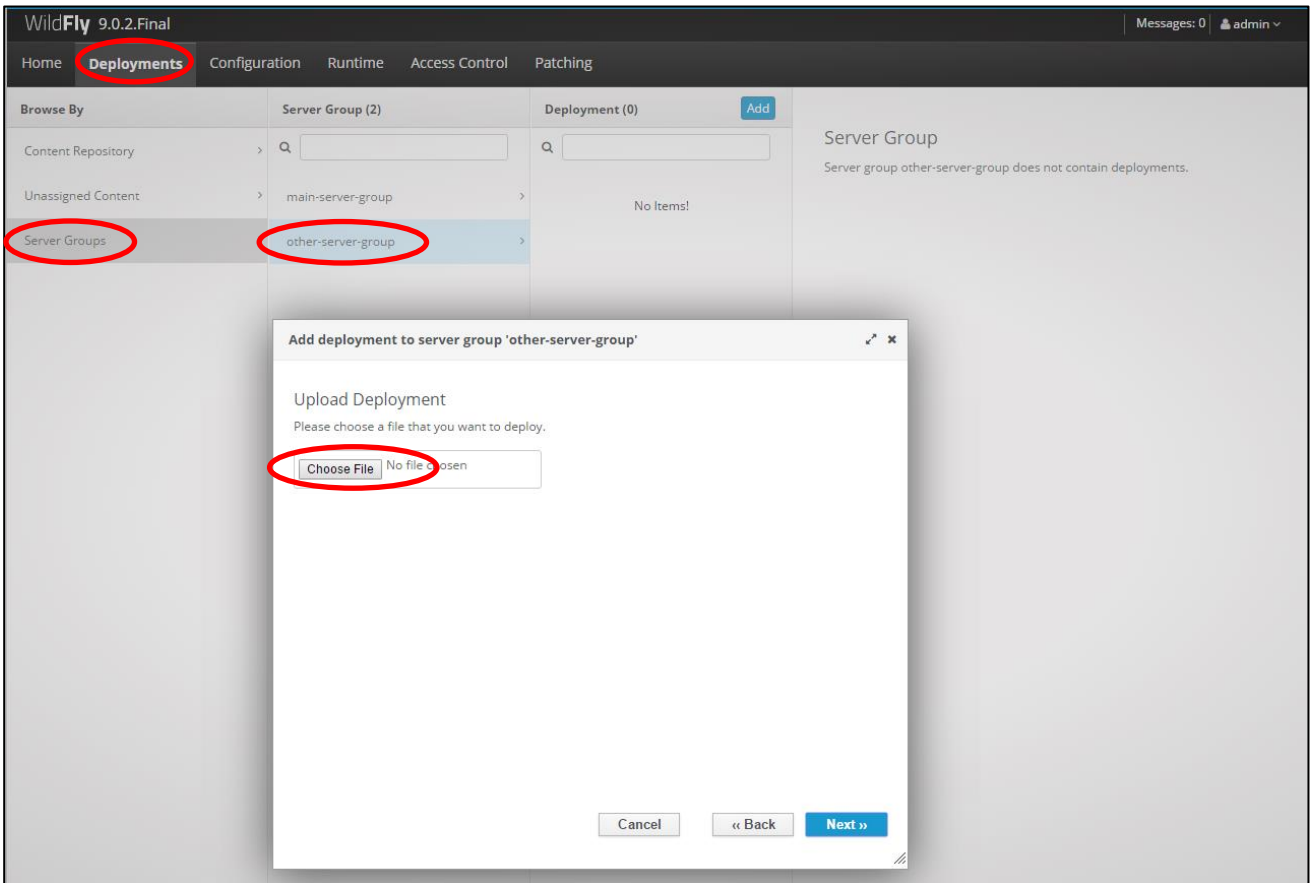 WildFly 9.0.2.Final
Messages: 0 admin
Home Deployments Configuration Runtime Access Control Patching
Browse By
Content Repository
Unassigned Content
Server Groups
Server Group (2)
main-server-group
other-server-group
Deployment (0) Add
No Items!
Server Group
Server group other-server-group does not contain deployments.
Add deployment to server group 'other-server-group'
Upload Deployment
Please choose a file that you want to deploy.
Choose File No file chosen
Cancel ‹‹ Back Next ››